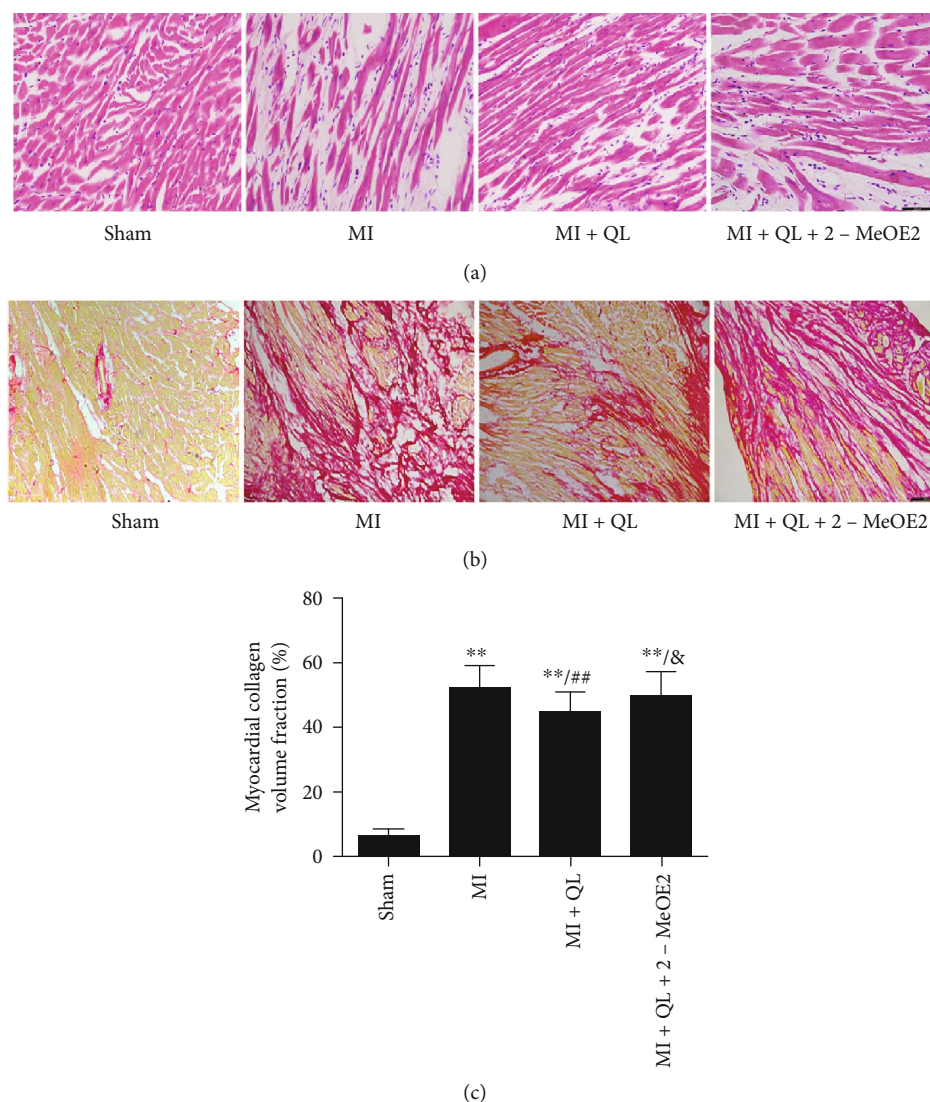 Sham
MI
MI + QL
MI + QL + 2 – MeOE2
(a)
Sham
MI
MI + QL
MI + QL + 2 – MeOE2
(b)
80
60
40
20
0
Myocardial collagen
volume fraction (%)
**
**/##
**/&
Sham
MI
MI + QL
MI + QL + 2 – MeOE2
(c)